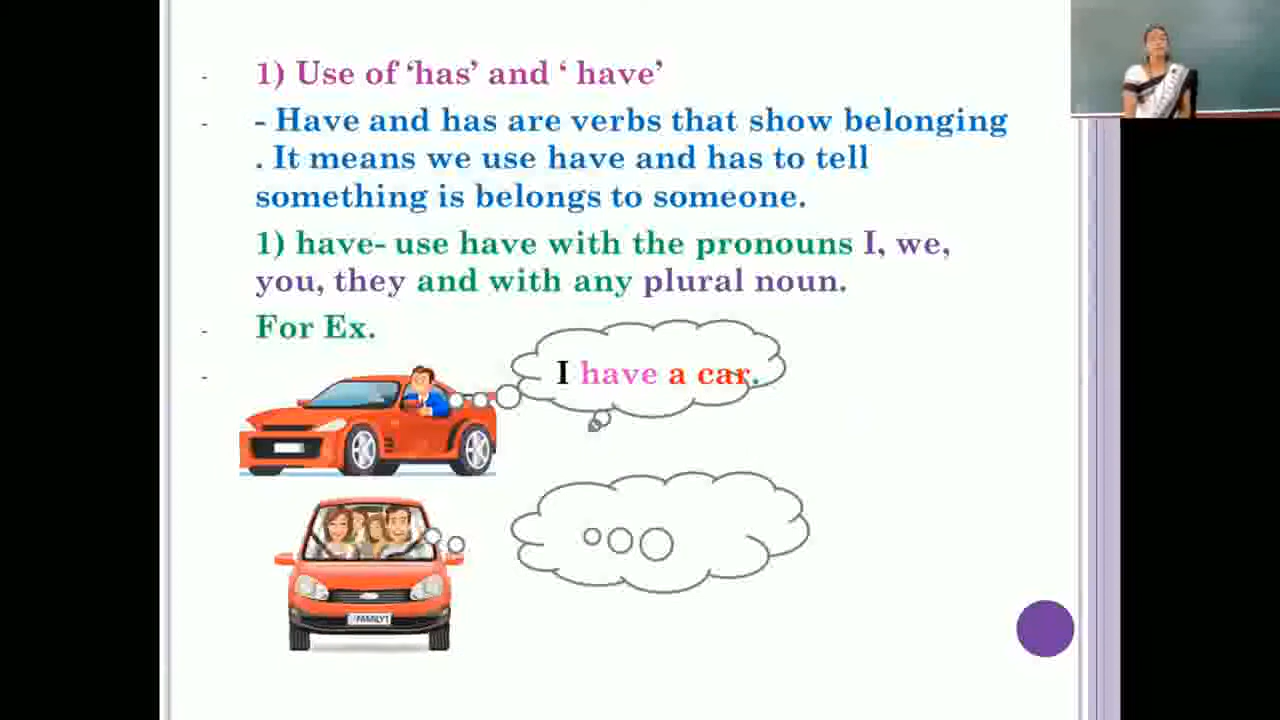 - 1) Use of ‘has’ and ‘ have’
- - Have and has are verbs that show belonging
. It means we use have and has to tell
something is belongs to someone.
1) have- use have with the pronouns I, we,
you, they and with any plural noun.
- For Ex.
-
I have a car.
FAMILY1